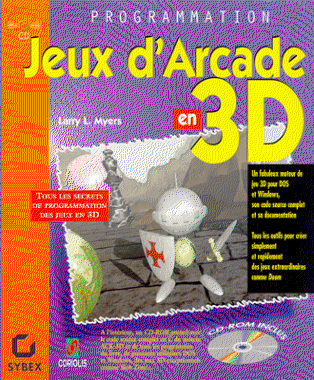 PROGRAMMATION
CD
Jeux d'Arcade
en
3D
Larry L. Myers
TOUS LES SECRETS
DE PROGRAMMATION
DES JEUX EN 3D
Un fabuleux moteur de
jeu 3D pour DOS
et Windows,
son code source complet
et sa documentation
Tous les outils pour créer
simplement
et rapidement
des jeux extraordinaires
comme Doom
CD-ROM INCLUS
CORIOLIS
SYBEX